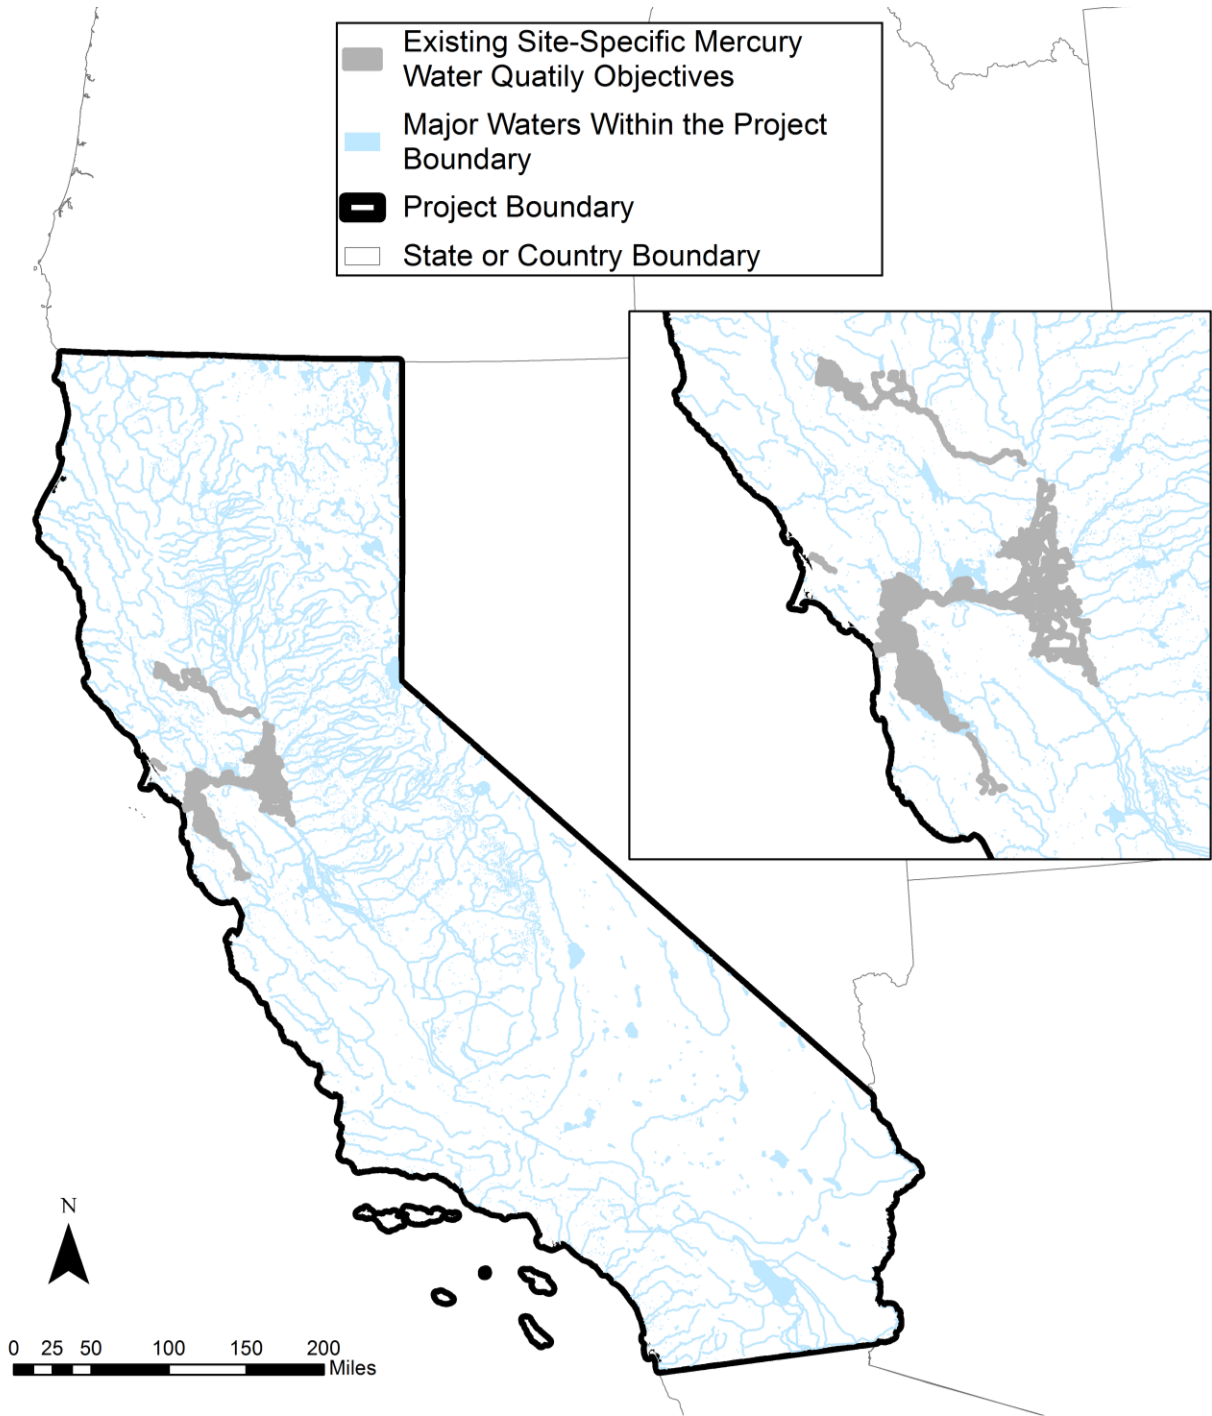 Existing Site-Specific Mercury
Water Quatily Objectives
Major Waters Within the Project
Boundary
Project Boundary
State or Country Boundary
N
0 25 50 100 150 200
Miles